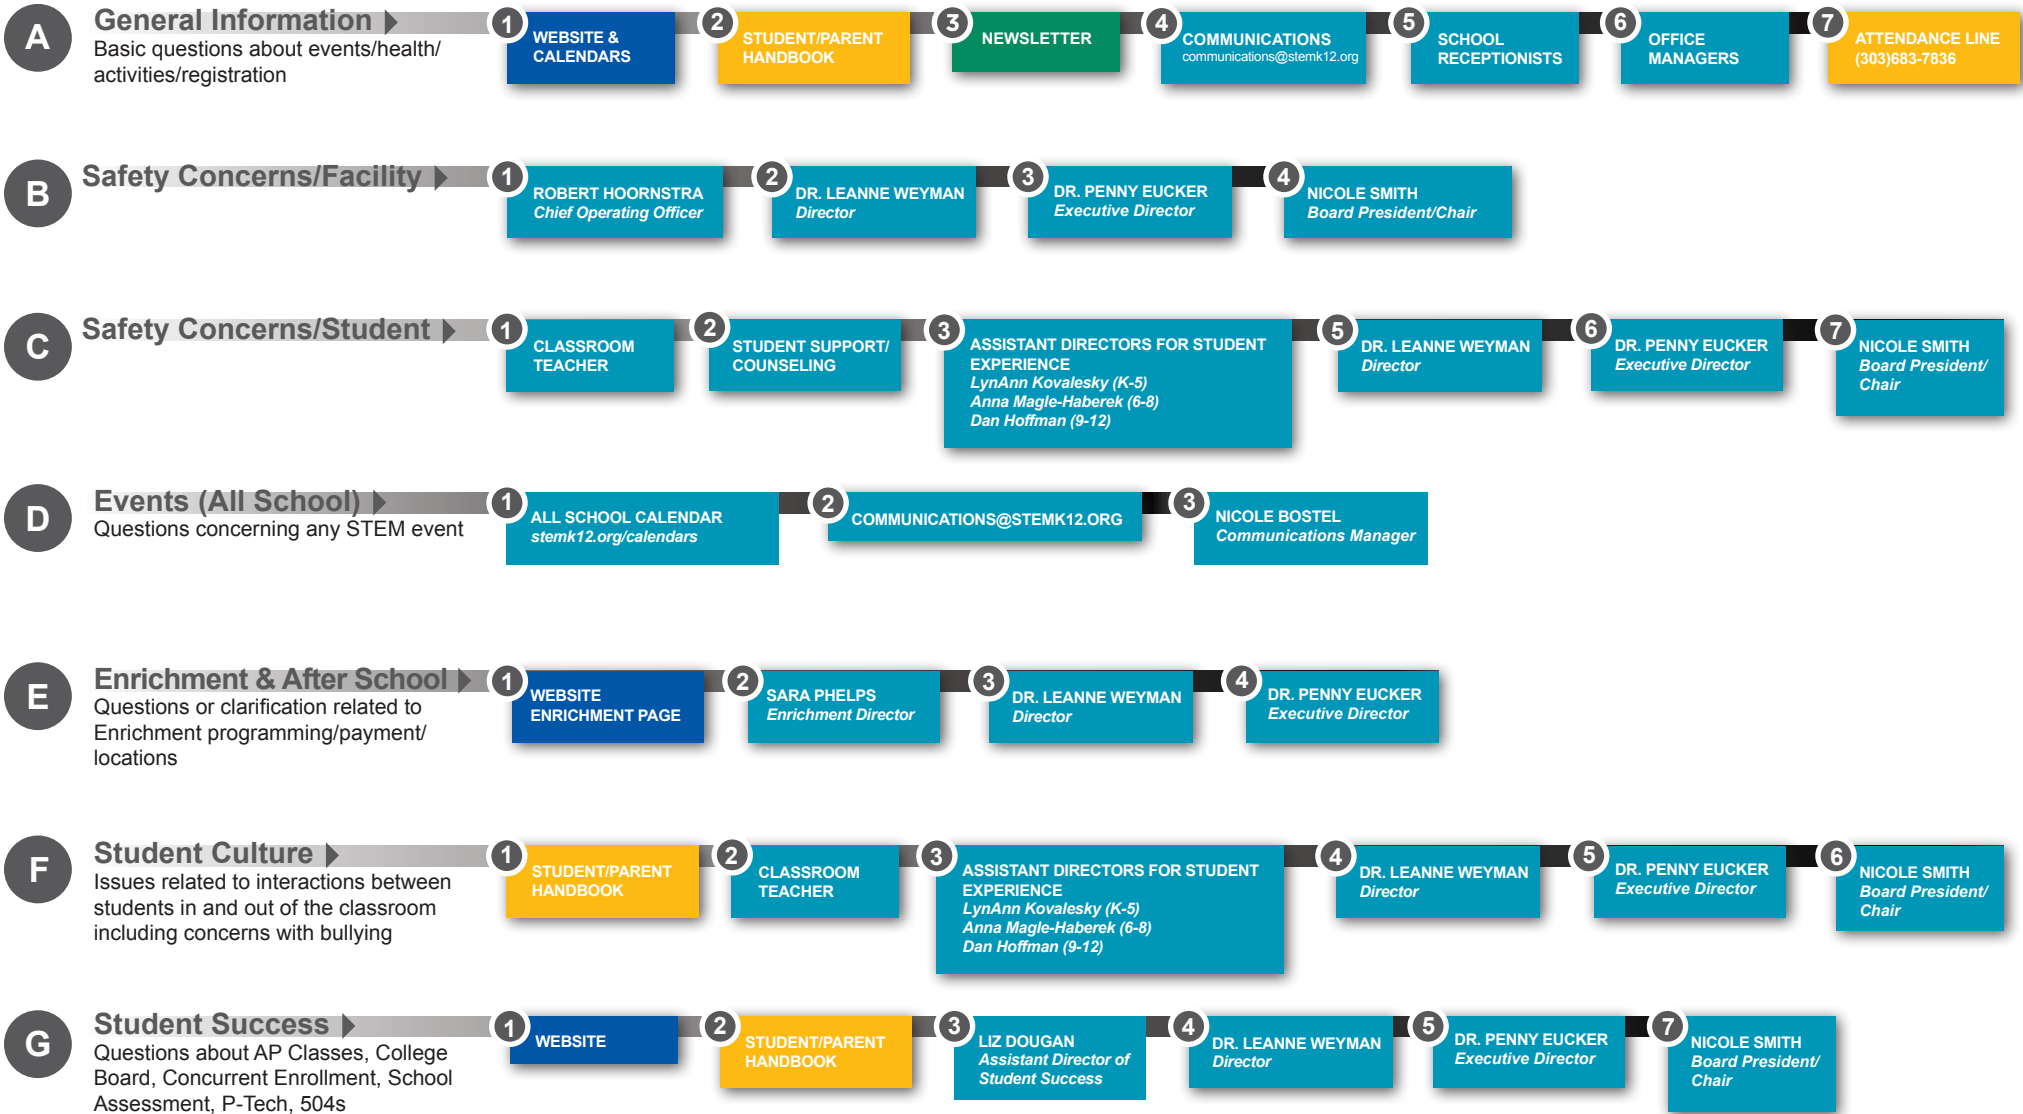 A
General Information
Basic questions about events/health/
activities/registration
1
WEBSITE &
CALENDARS
2
STUDENT/PARENT
HANDBOOK
3
NEWSLETTER
4
COMMUNICATIONS
communications@stemk12.org
5
SCHOOL
RECEPTIONISTS
6
OFFICE
MANAGERS
7
ATTENDANCE LINE
(303)683-7836
B
Safety Concerns/Facility
1
ROBERT HOORNSTRA
Chief Operating Officer
2
DR. LEANNE WEYMAN
Director
3
DR. PENNY EUCKER
Executive Director
4
NICOLE SMITH
Board President/Chair
C
Safety Concerns/Student
1
CLASSROOM
TEACHER
2
STUDENT SUPPORT/
COUNSELING
3
ASSISTANT DIRECTORS FOR STUDENT
EXPERIENCE
LynAnn Kovalesky (K-5)
Anna Magle-Haberek (6-8)
Dan Hoffman (9-12)
5
DR. LEANNE WEYMAN
Director
6
DR. PENNY EUCKER
Executive Director
7
NICOLE SMITH
Board President/
Chair
D
Events (All School)
Questions concerning any STEM event
1
ALL SCHOOL CALENDAR
stemk12.org/calendars
2
COMMUNICATIONS@STEMK12.ORG
3
NICOLE BOSTEL
Communications Manager
E
Enrichment & After School
Questions or clarification related to
Enrichment programming/payment/
locations
1
WEBSITE
ENRICHMENT PAGE
2
SARA PHELPS
Enrichment Director
3
DR. LEANNE WEYMAN
Director
4
DR. PENNY EUCKER
Executive Director
F
Student Culture
Issues related to interactions between
students in and out of the classroom
including concerns with bullying
1
STUDENT/PARENT
HANDBOOK
2
CLASSROOM
TEACHER
3
ASSISTANT DIRECTORS FOR STUDENT
EXPERIENCE
LynAnn Kovalesky (K-5)
Anna Magle-Haberek (6-8)
Dan Hoffman (9-12)
4
DR. LEANNE WEYMAN
Director
5
DR. PENNY EUCKER
Executive Director
6
NICOLE SMITH
Board President/
Chair
G
Student Success
Questions about AP Classes, College
Board, Concurrent Enrollment, School
Assessment, P-Tech, 504s
1
WEBSITE
2
STUDENT/PARENT
HANDBOOK
3
LIZ DOUGAN
Assistant Director of
Student Success
4
DR. LEANNE WEYMAN
Director
5
DR. PENNY EUCKER
Executive Director
7
NICOLE SMITH
Board President/
Chair